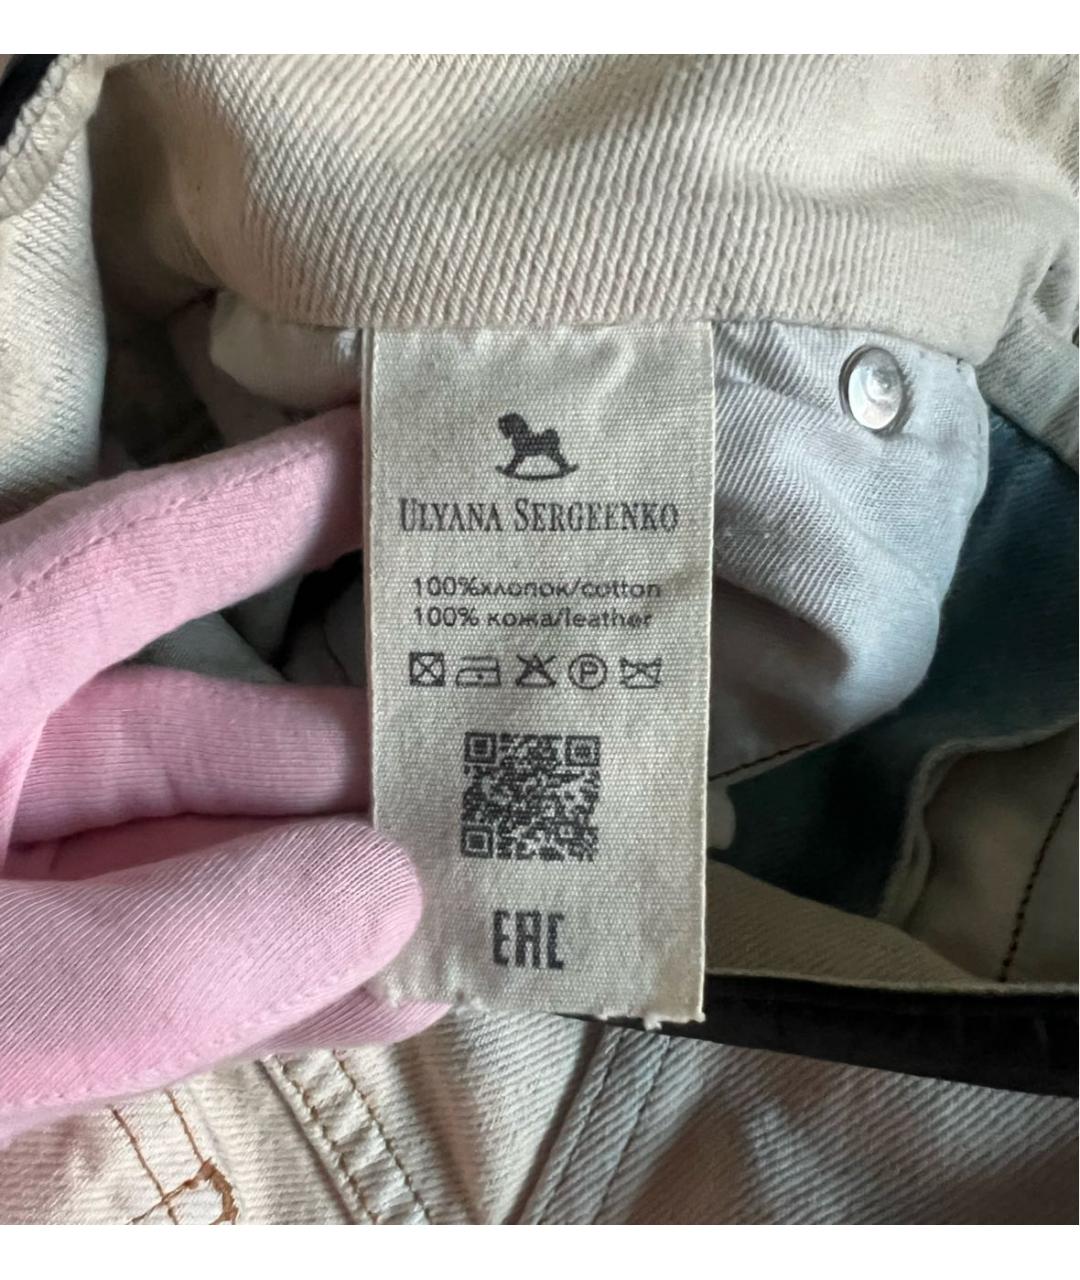 ULYANA SERGEENKO
100%хлопок/cotton
100% кожа/leather
P
EAC